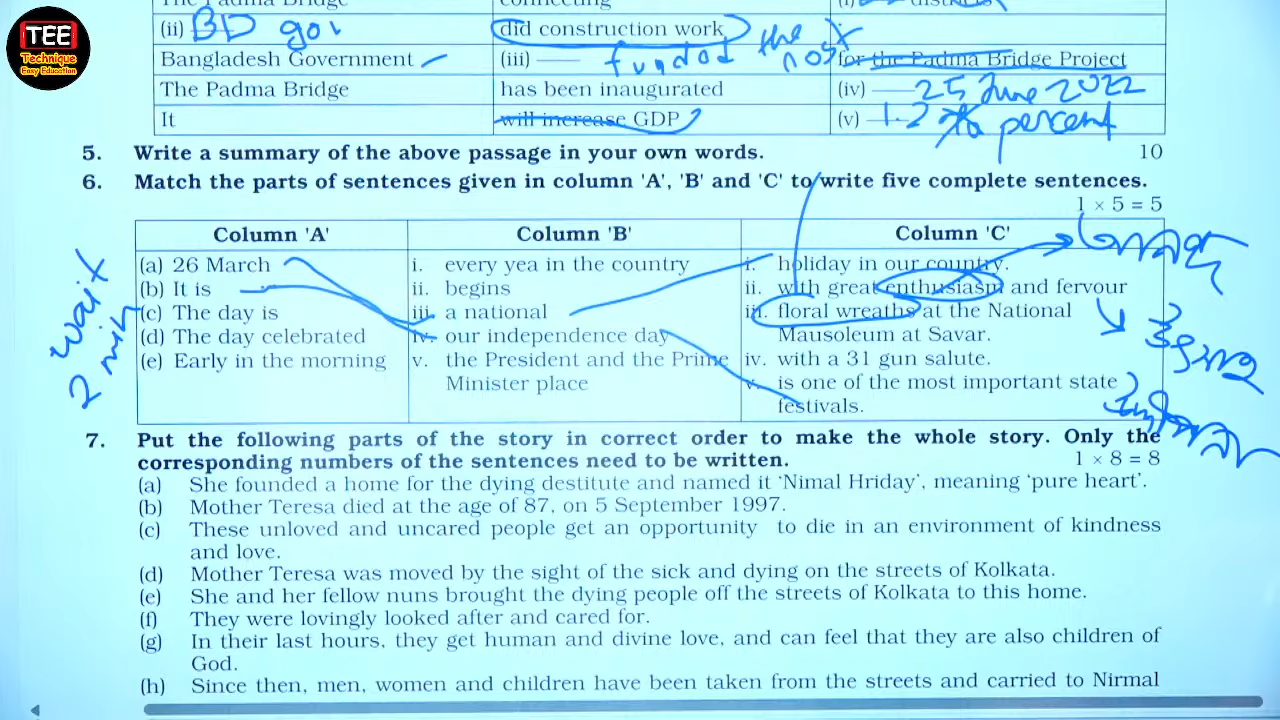 The Padma Bridge connecting
(ii) BD gov did construction work
TEE
Technique
Easy Education
Bangladesh Government (iii) —— funded the most for the Padma Bridge Project
The Padma Bridge has been inaugurated (iv) —— 25 June 2022
It will increase GDP (v) — 1.2 percent
5. Write a summary of the above passage in your own words. 10
6. Match the parts of sentences given in column 'A', 'B' and 'C' to write five complete sentences.
1 × 5 = 5
Column 'A' Column 'B' Column 'C'
(a) 26 March i. every yea in the country i. holiday in our country.
(b) It is ii. begins ii. with great enthusiasm and fervour
(c) The day is iii. a national iii. floral wreaths at the National
Mausoleum at Savar.
(d) The day celebrated iv. our independence day
(e) Early in the morning v. the President and the Prime iv. with a 31 gun salute.
Minister place v. is one of the most important state
festivals.
wait
2 min
7. Put the following parts of the story in correct order to make the whole story. Only the
corresponding numbers of the sentences need to be written. 1 × 8 = 8
(a) She founded a home for the dying destitute and named it 'Nimal Hriday', meaning 'pure heart'.
(b) Mother Teresa died at the age of 87, on 5 September 1997.
(c) These unloved and uncared people get an opportunity to die in an environment of kindness
and love.
(d) Mother Teresa was moved by the sight of the sick and dying on the streets of Kolkata.
(e) She and her fellow nuns brought the dying people off the streets of Kolkata to this home.
(f) They were lovingly looked after and cared for.
(g) In their last hours, they get human and divine love, and can feel that they are also children of
God.
(h) Since then, men, women and children have been taken from the streets and carried to Nirmal